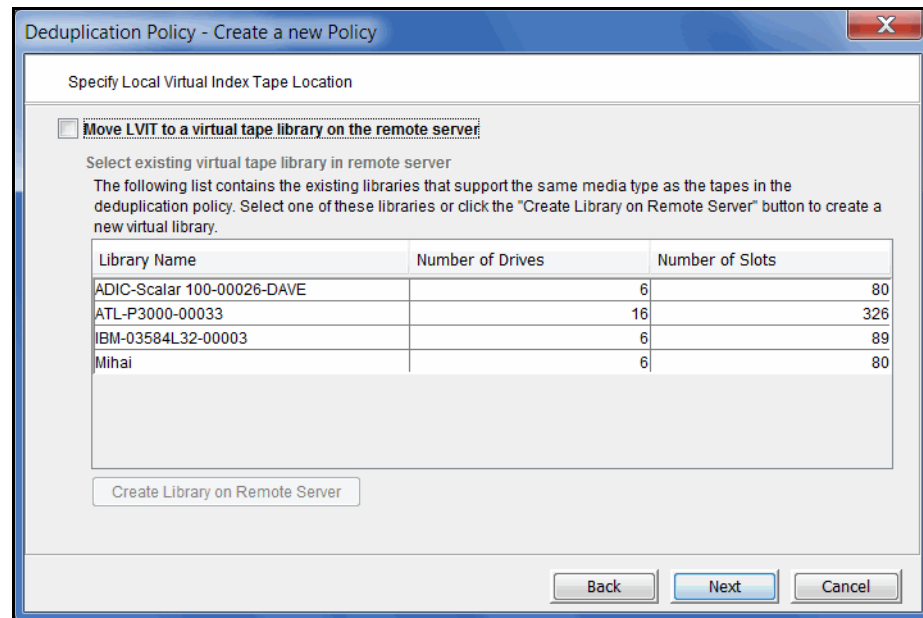 Deduplication Policy - Create a new Policy
X
Specify Local Virtual Index Tape Location
Move LVIT to a virtual tape library on the remote server
Select existing virtual tape library in remote server
The following list contains the existing libraries that support the same media type as the tapes in the
deduplication policy. Select one of these libraries or click the "Create Library on Remote Server" button to create a
new virtual library.
Library Name Number of Drives Number of Slots
ADIC-Scalar 100-00026-DAVE 6 80
ATL-P3000-00033 16 326
IBM-03584L32-00003 6 89
Mihai 6 80
Create Library on Remote Server
Back Next Cancel